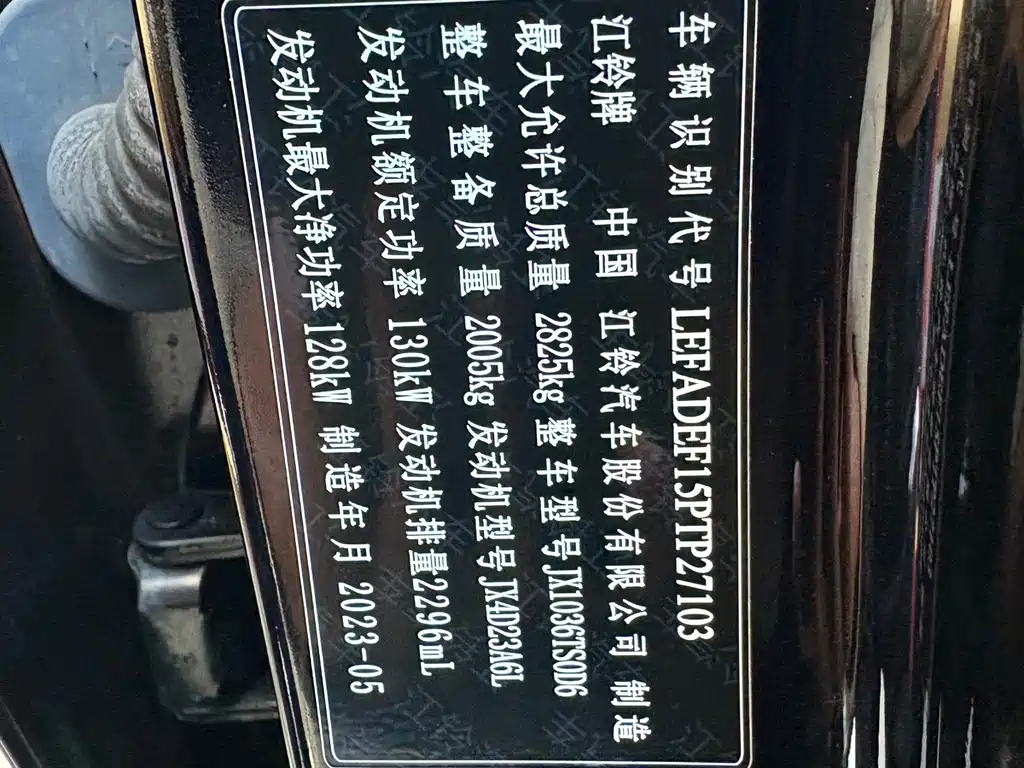 车辆识别代号 LEFADEF15PTP27103
江铃牌 中国 江铃汽车股份有限公司 制造
最大允许总质量 2825kg 整车型号 JX1036TSOD6
整车整备质量 2005kg 发动机型号 JX4D23A6L
发动机额定功率 130kW 发动机排量2296mL
发动机最大净功率128kW 制造年月 2023-05